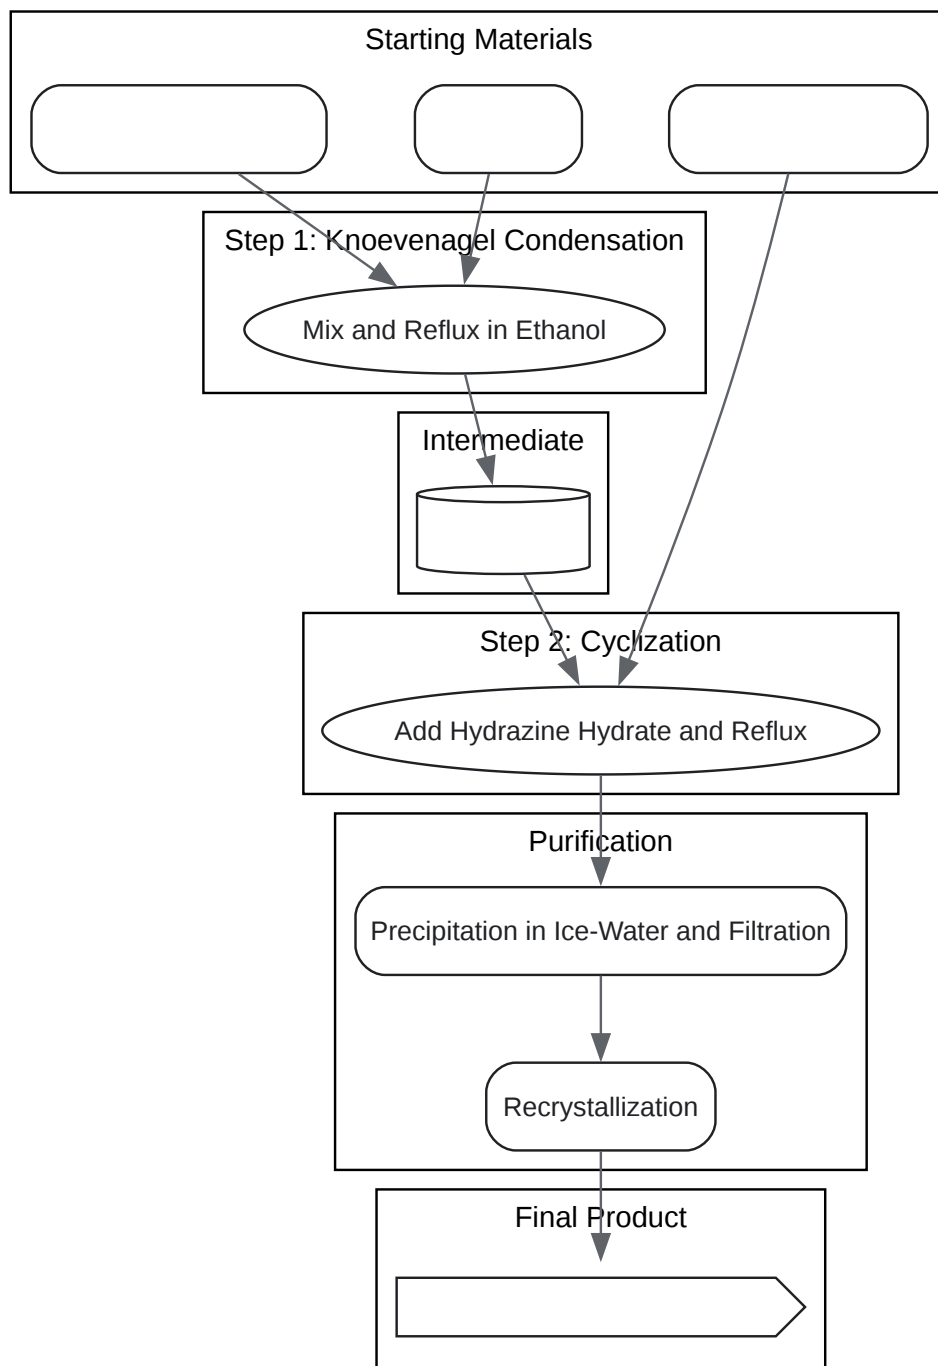 Starting Materials
Step 1: Knoevenagel Condensation
Mix and Reflux in Ethanol
Intermediate
Step 2: Cyclization
Add Hydrazine Hydrate and Reflux
Purification
Precipitation in Ice-Water and Filtration
Recrystallization
Final Product